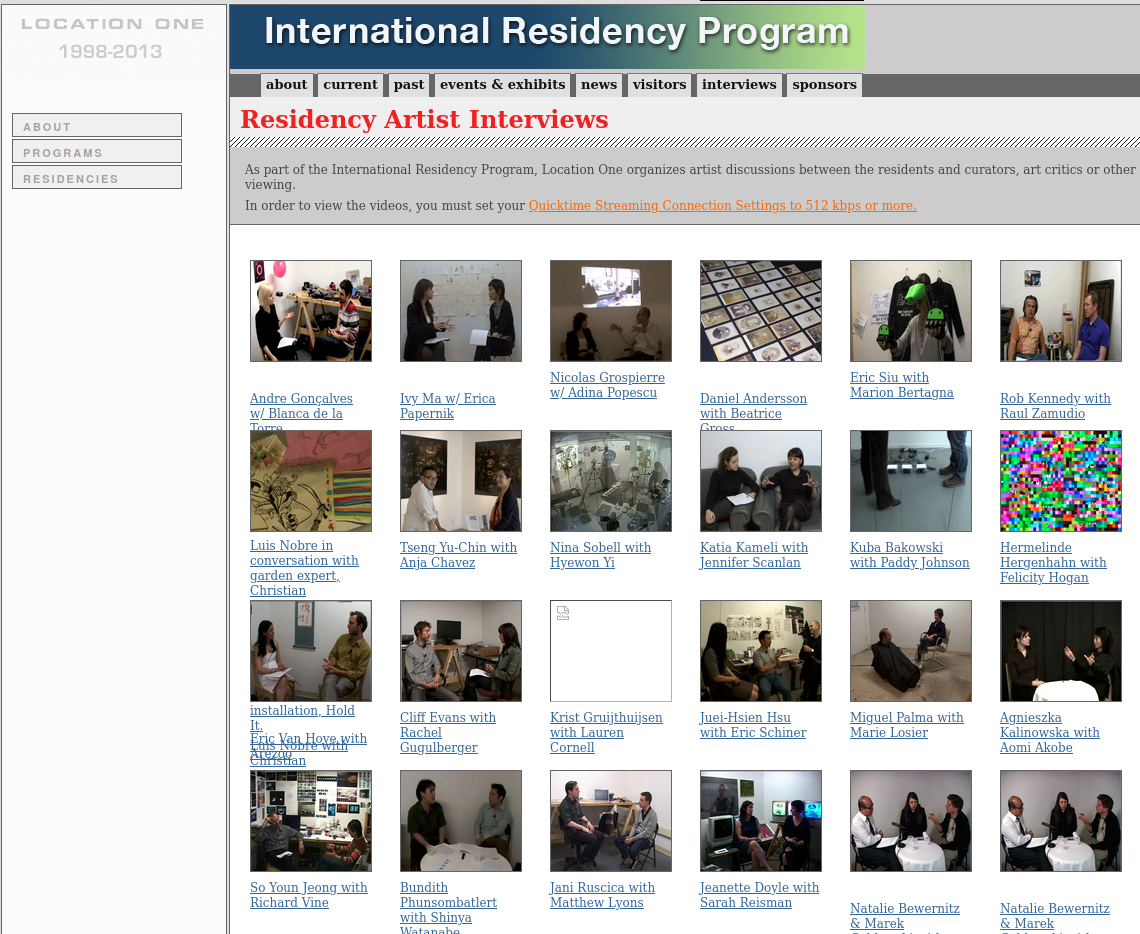 LOCATION ONE
1998-2013
ABOUT
PROGRAMS
RESIDENCIES
International Residency Program
about current past events & exhibits news visitors interviews sponsors
Residency Artist Interviews
As part of the International Residency Program, Location One organizes artist discussions between the residents and curators, art critics or other
viewing.
In order to view the videos, you must set your Quicktime Streaming Connection Settings to 512 kbps or more.
Andre Gonçalves
w/ Blanca de la
Torre
Ivy Ma w/ Erica
Papernik
Nicolas Grospierre
w/ Adina Popescu
Daniel Andersson
with Beatrice
Gross
Eric Siu with
Marion Bertagna
Rob Kennedy with
Raul Zamudio
Luis Nobre in
conversation with
garden expert,
Christian
Tseng Yu-Chin with
Anja Chavez
Nina Sobell with
Hyewon Yi
Katia Kameli with
Jennifer Scanlan
Kuba Bakowski
with Paddy Johnson
Hermelinde
Hergenhahn with
Felicity Hogan
installation, Hold
It.
Eric Van Hove with
Luis Nobre with
Arezoo
Christian
Cliff Evans with
Rachel
Gugulberger
Krist Gruijthuijsen
with Lauren
Cornell
Juei-Hsien Hsu
with Eric Schiner
Miguel Palma with
Marie Losier
Agnieszka
Kalinowska with
Aomi Akobe
So Youn Jeong with
Richard Vine
Bundith
Phunsombatlert
with Shinya
Watanabe
Jani Ruscica with
Matthew Lyons
Jeanette Doyle with
Sarah Reisman
Natalie Bewernitz
& Marek
Natalie Bewernitz
& Marek